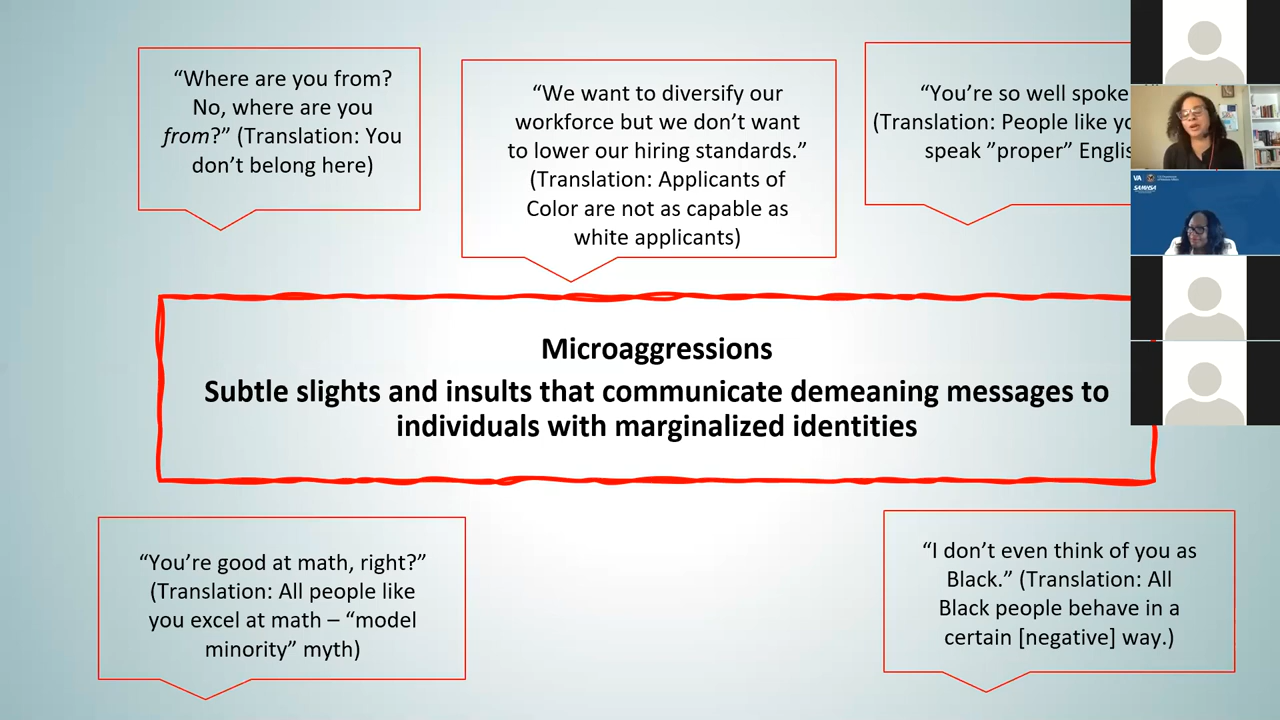 “Where are you from?
No, where are you
from?” (Translation: You
don’t belong here)
“We want to diversify our
workforce but we don’t want
to lower our hiring standards.”
(Translation: Applicants of
Color are not as capable as
white applicants)
“You’re so well spoke
(Translation: People like yo
speak ”proper” Englis
VA
SAMHSA
Microaggressions
Subtle slights and insults that communicate demeaning messages to
individuals with marginalized identities
“You’re good at math, right?”
(Translation: All people like
you excel at math – “model
minority” myth)
“I don’t even think of you as
Black.” (Translation: All
Black people behave in a
certain [negative] way.)